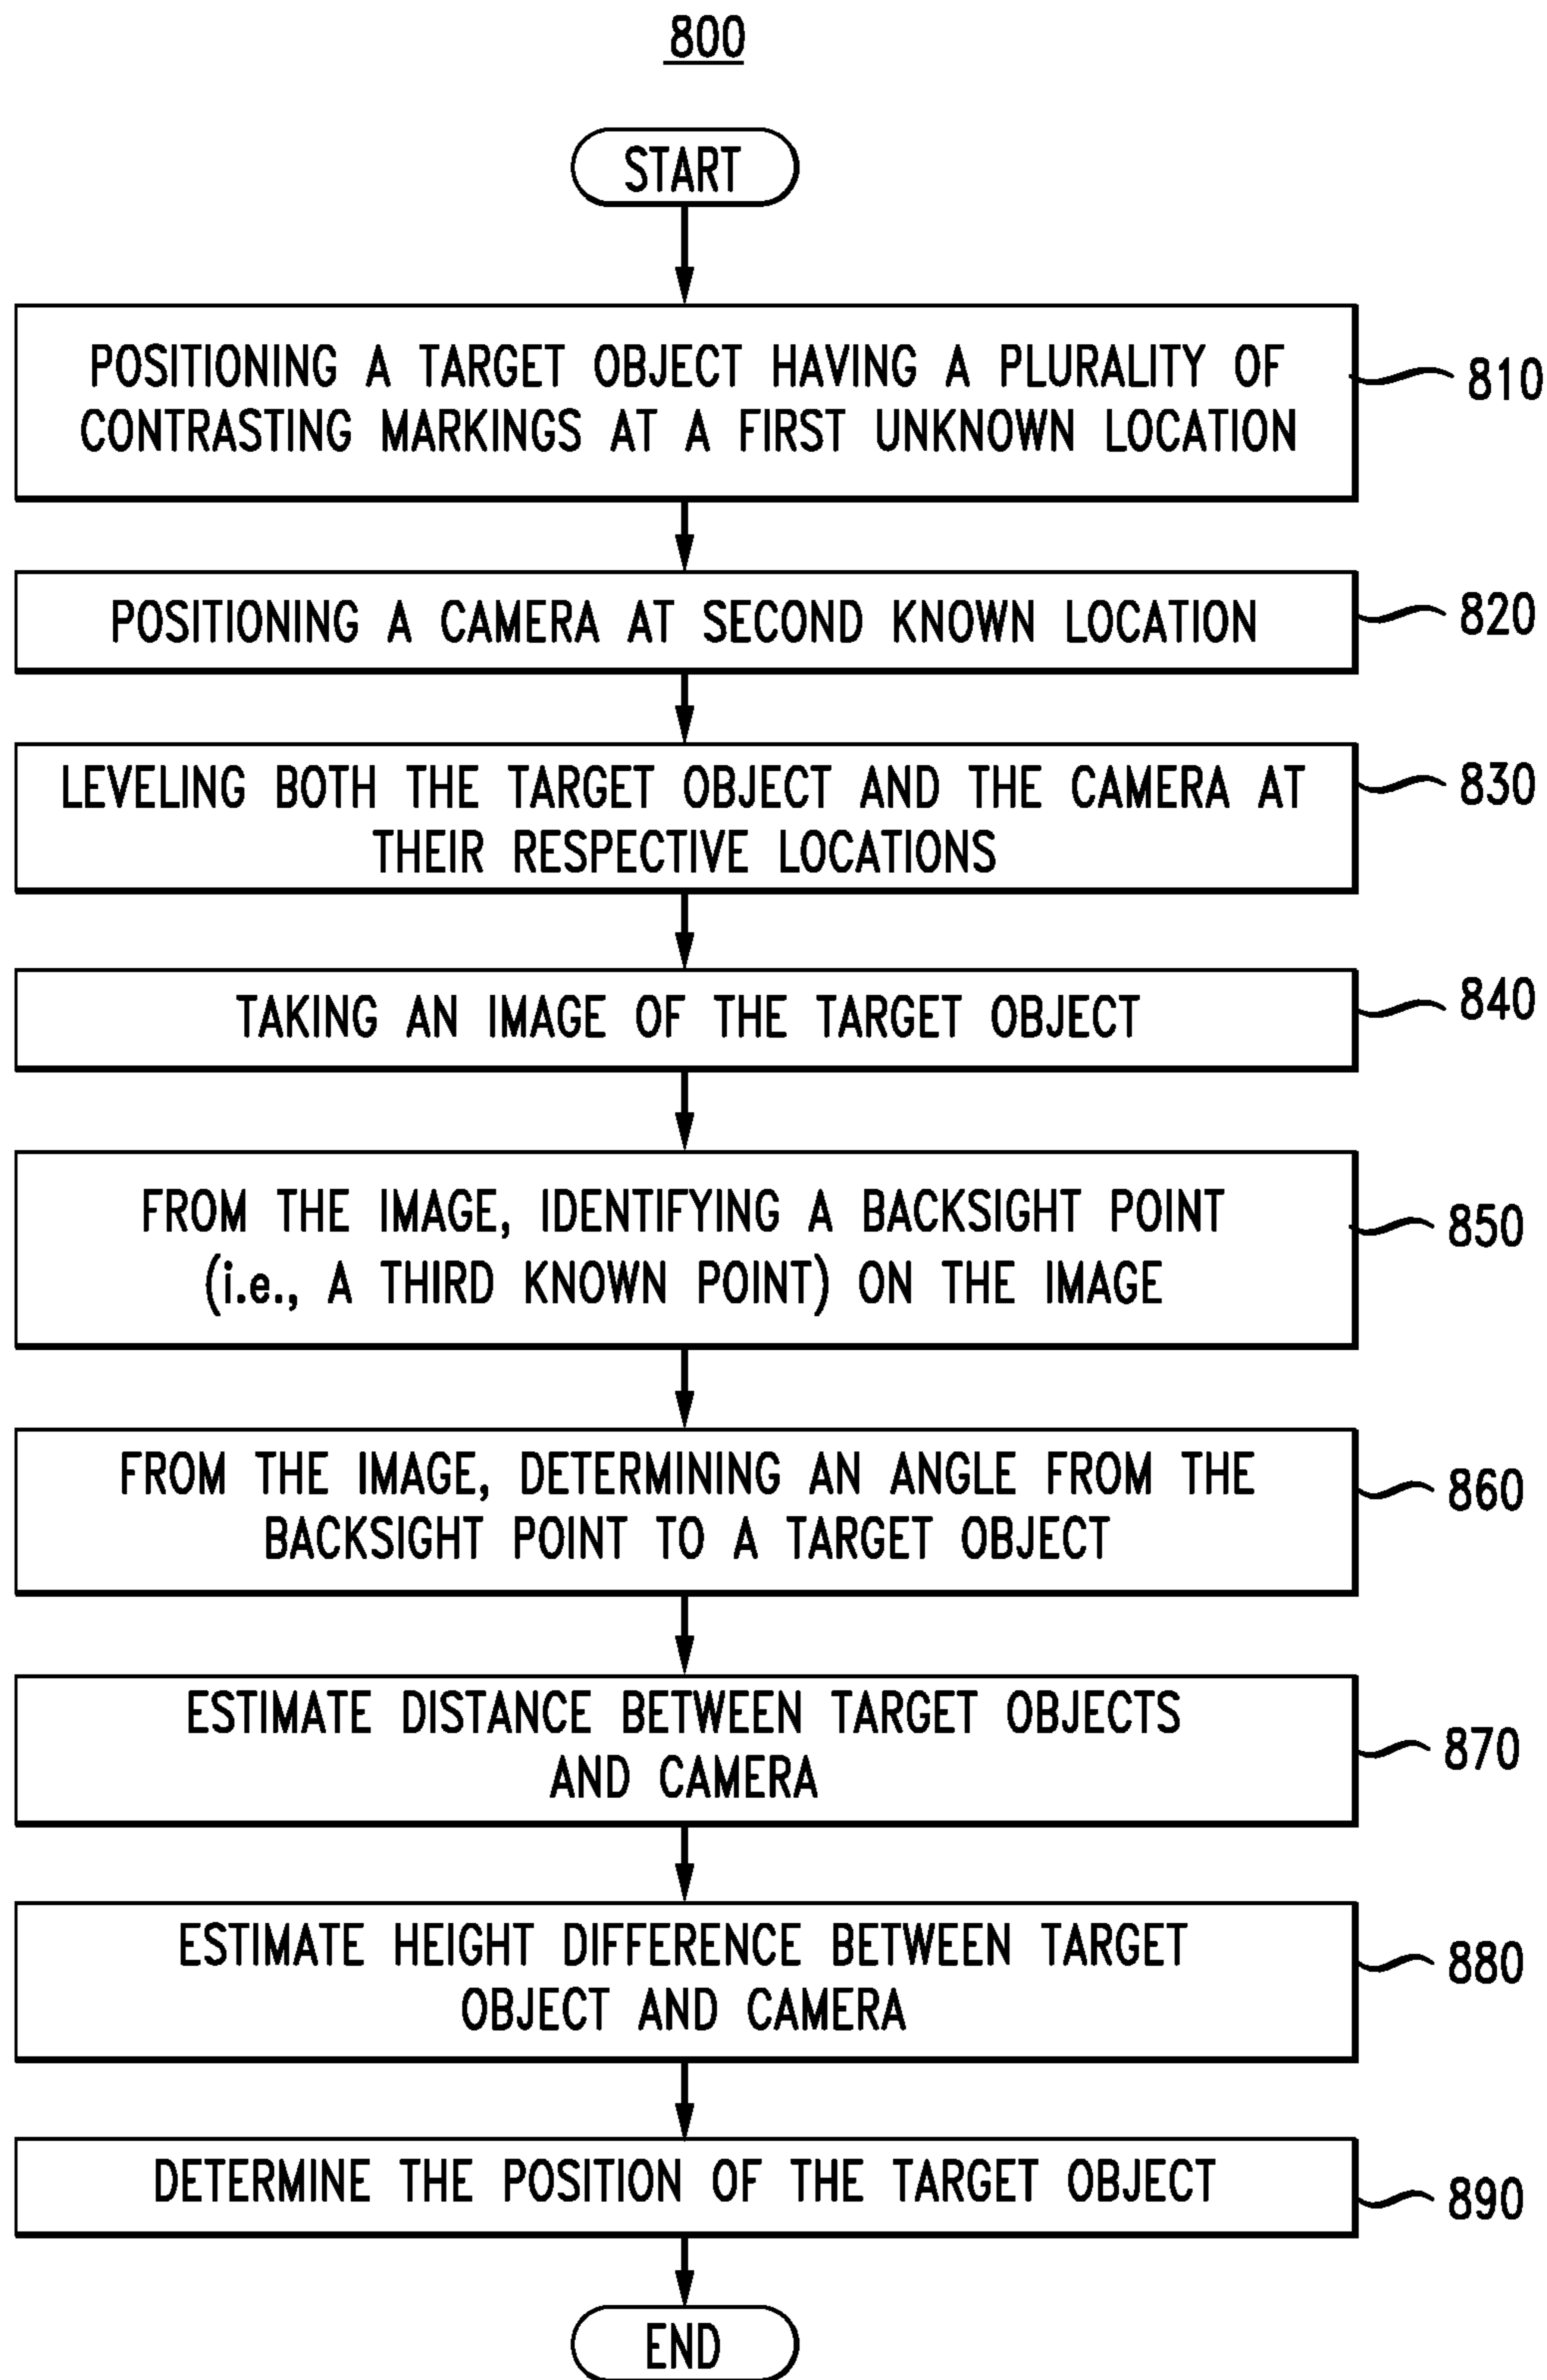 800
START
POSITIONING A TARGET OBJECT HAVING A PLURALITY OF
CONTRASTING MARKINGS AT A FIRST UNKNOWN LOCATION
810
POSITIONING A CAMERA AT SECOND KNOWN LOCATION
820
LEVELING BOTH THE TARGET OBJECT AND THE CAMERA AT
THEIR RESPECTIVE LOCATIONS
830
TAKING AN IMAGE OF THE TARGET OBJECT
840
FROM THE IMAGE, IDENTIFYING A BACKSIGHT POINT
(i.e., A THIRD KNOWN POINT) ON THE IMAGE
850
FROM THE IMAGE, DETERMINING AN ANGLE FROM THE
BACKSIGHT POINT TO A TARGET OBJECT
860
ESTIMATE DISTANCE BETWEEN TARGET OBJECTS
AND CAMERA
870
ESTIMATE HEIGHT DIFFERENCE BETWEEN TARGET
OBJECT AND CAMERA
880
DETERMINE THE POSITION OF THE TARGET OBJECT
890
END